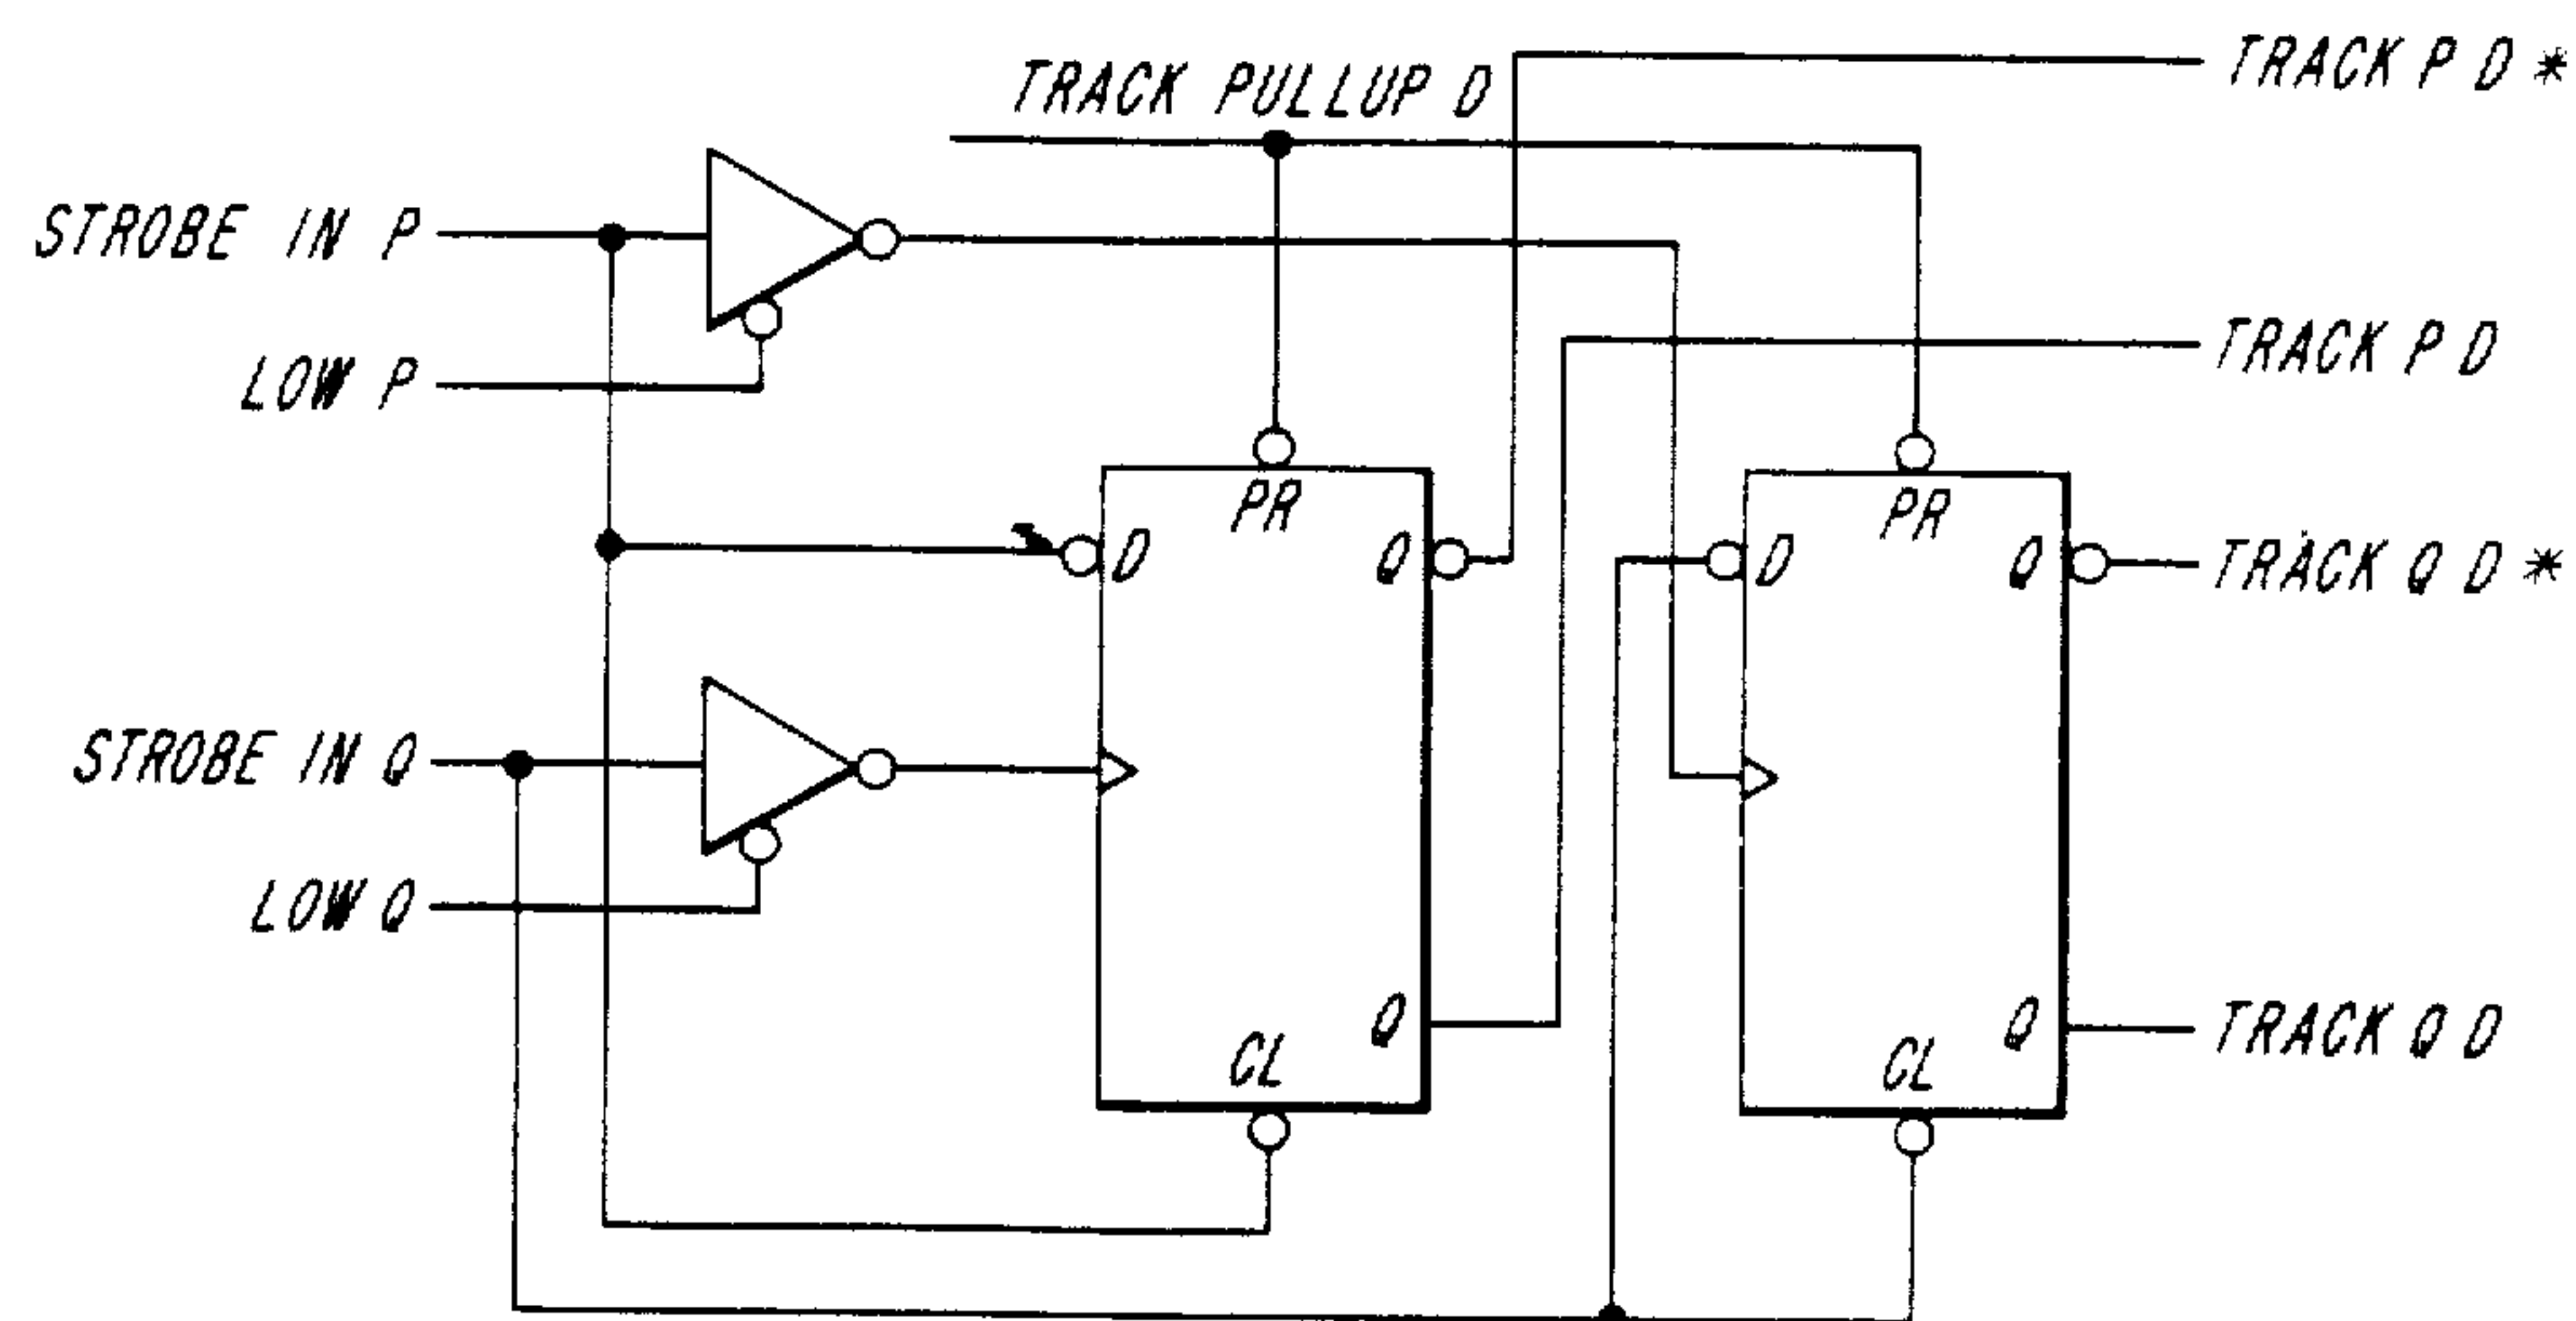 TRACK P D *
TRACK PULLUP D
STROBE IN P
TRACK P D
LOW P
PR
PR
D
Q
D
Q
TRACK Q D *
STROBE IN Q
LOW Q
Q
Q
TRACK Q D
CL
CL